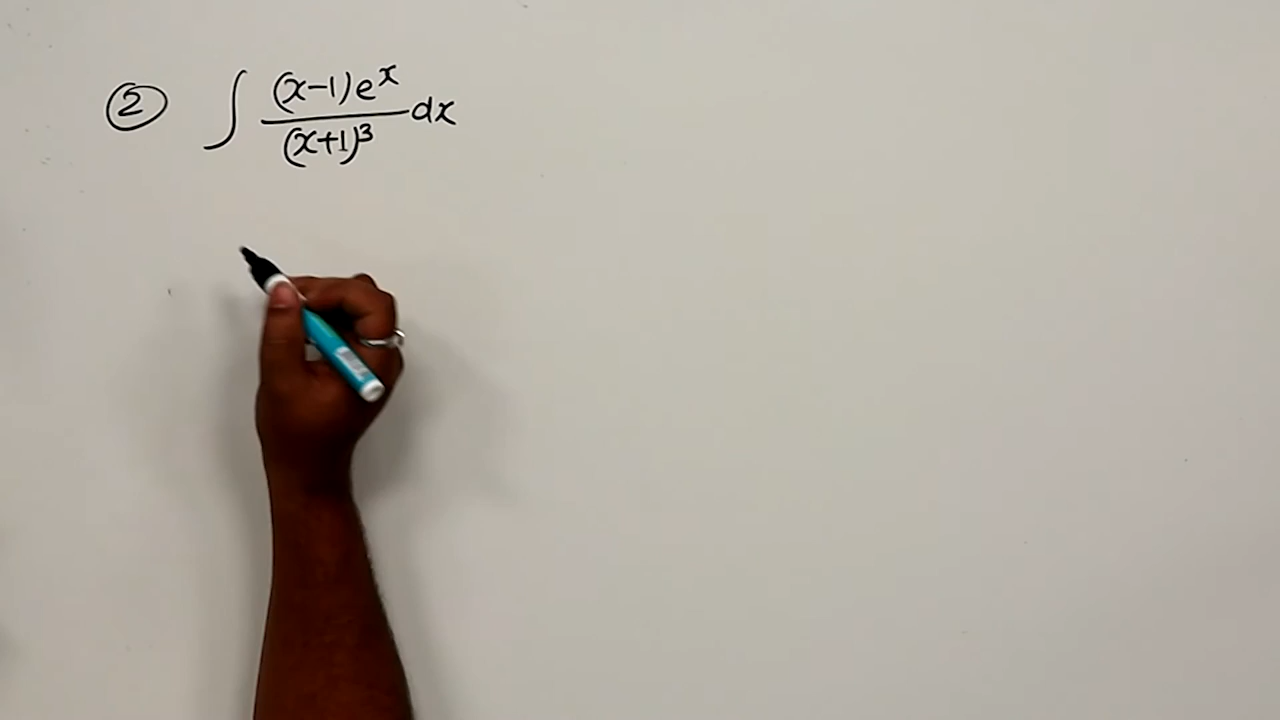 ② ∫ (x-1)e^x / (x+1)^3 dx